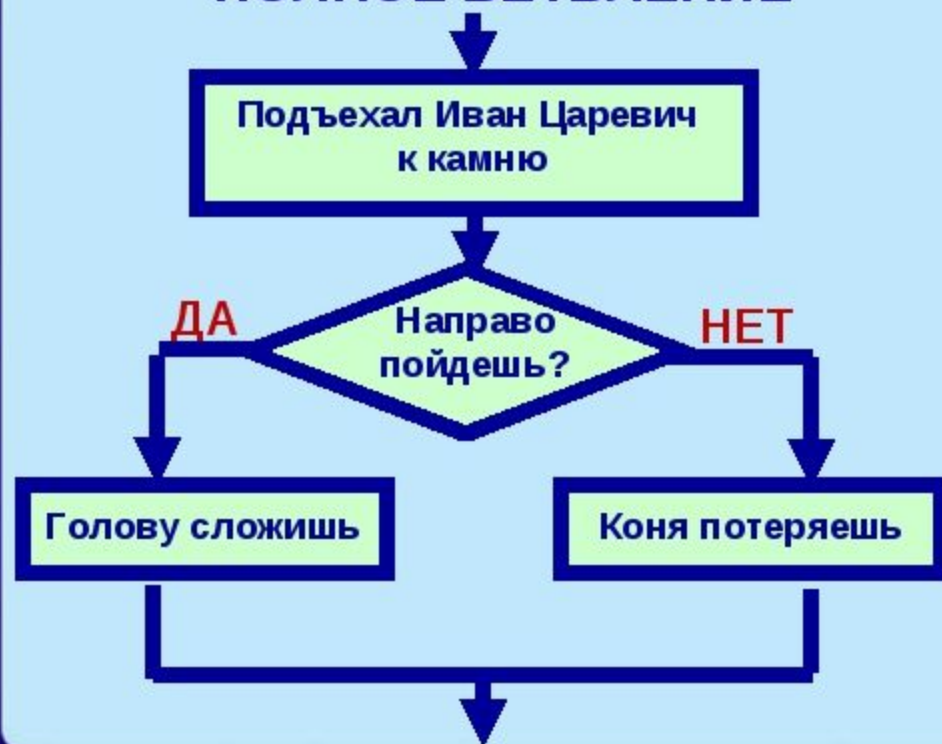 Подъехал Иван Царевич
к камню
Направо
пойдешь?
ДА
НЕТ
Голову сложишь
Коня потеряешь